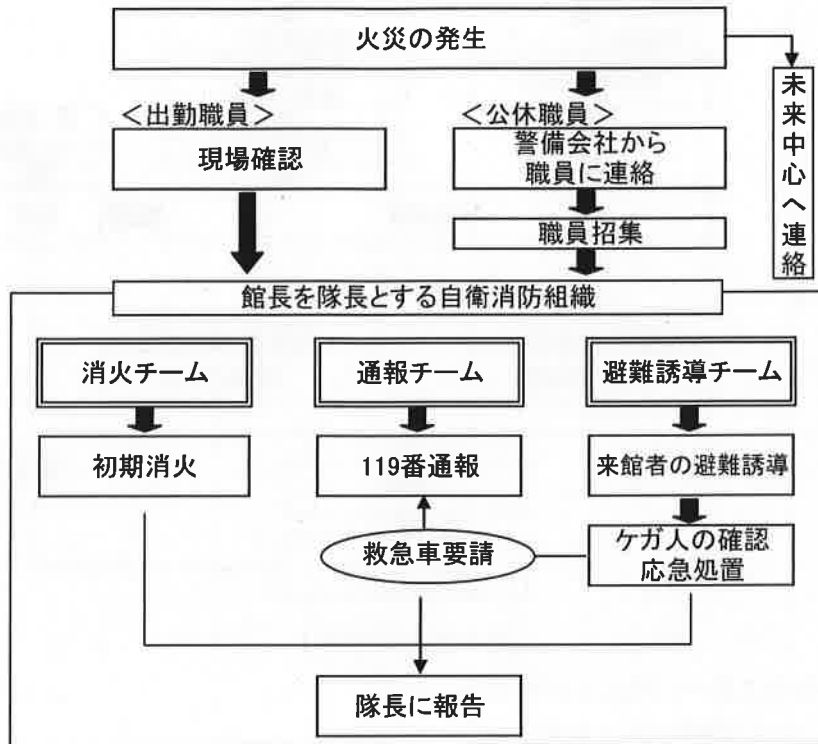 火災の発生
未来中心へ連絡
＜出勤職員＞
＜公休職員＞
現場確認
警備会社から
職員に連絡
職員招集
館長を隊長とする自衛消防組織
消火チーム
通報チーム
避難誘導チーム
初期消火
119番通報
来館者の避難誘導
救急車要請
ケガ人の確認
応急処置
隊長に報告